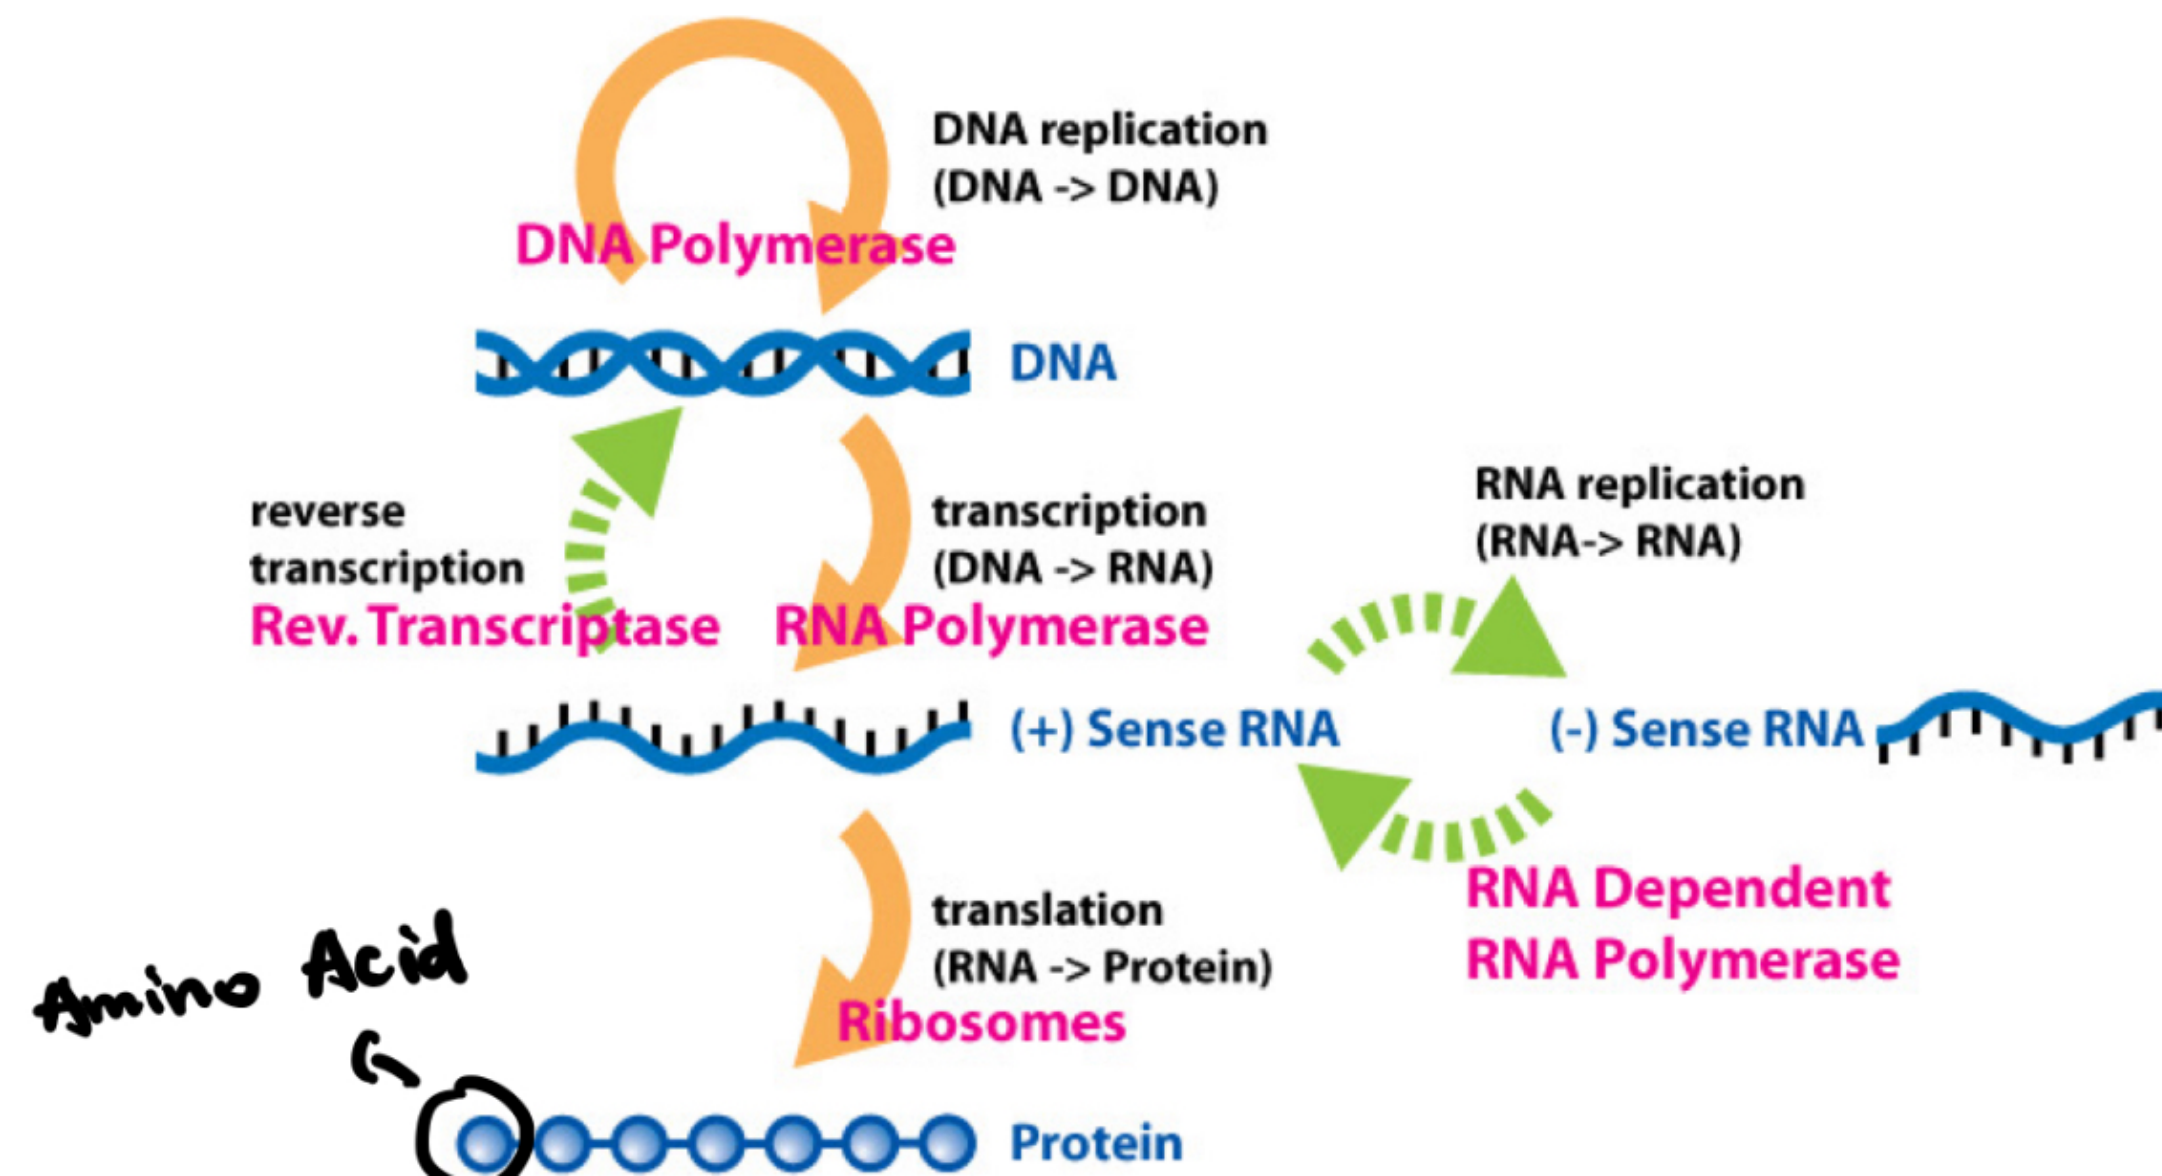 DNA replication
(DNA -> DNA)
DNA Polymerase
DNA
reverse
transcription
Rev. Transcriptase
transcription
(DNA -> RNA)
RNA Polymerase
RNA replication
(RNA-> RNA)
(+) Sense RNA
(-) Sense RNA
RNA Dependent
RNA Polymerase
translation
(RNA -> Protein)
Ribosomes
Amino Acid
Protein